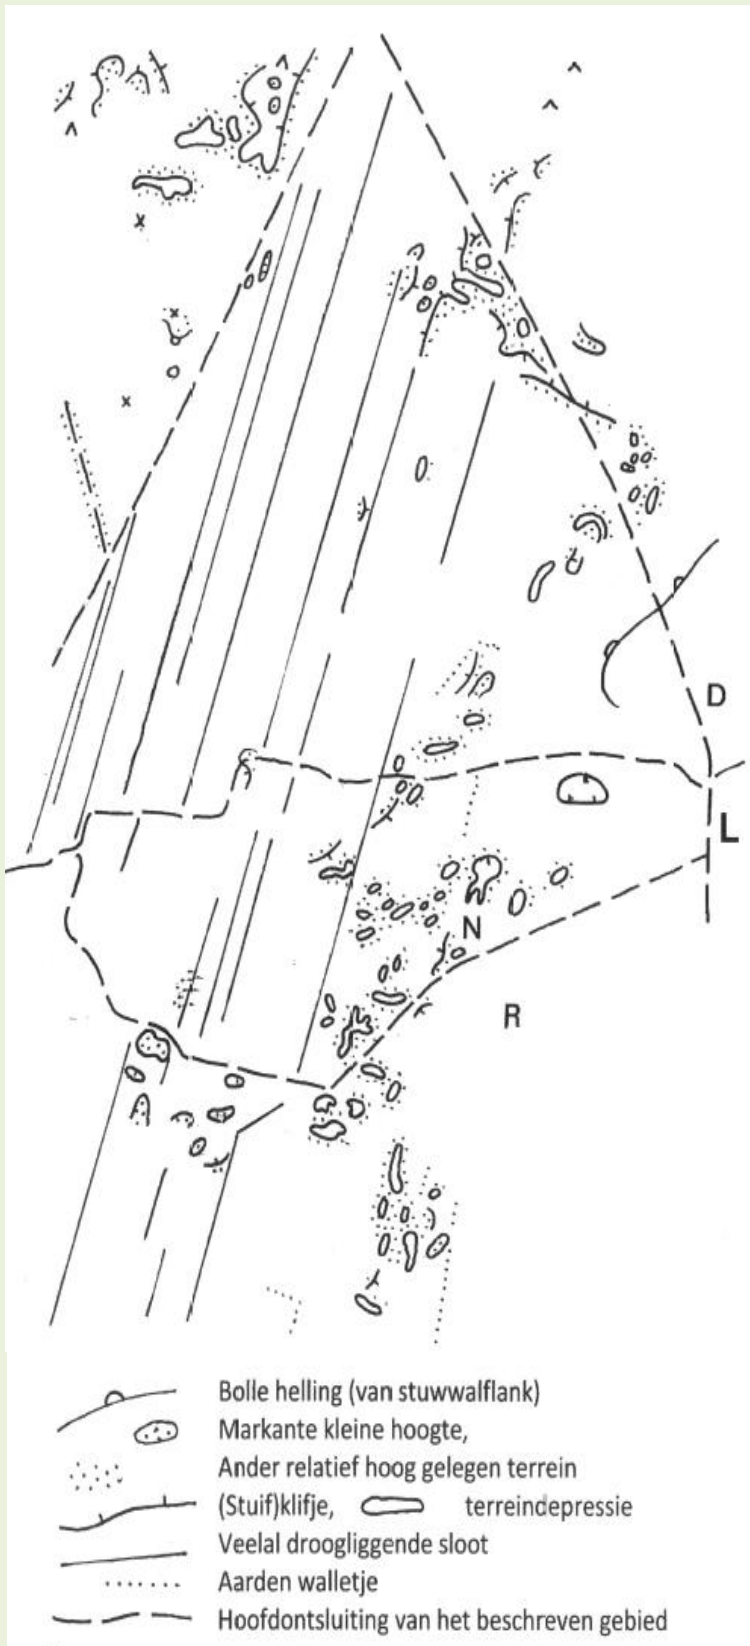 D
L
N
R
Bolle helling (van stuwwalflank)
Markante kleine hoogte,
Ander relatief hoog gelegen terrein
(Stuif)klifje, terreindepressie
Veelal droogliggende sloot
Aarden walletje
Hoofdontsluiting van het beschreven gebied